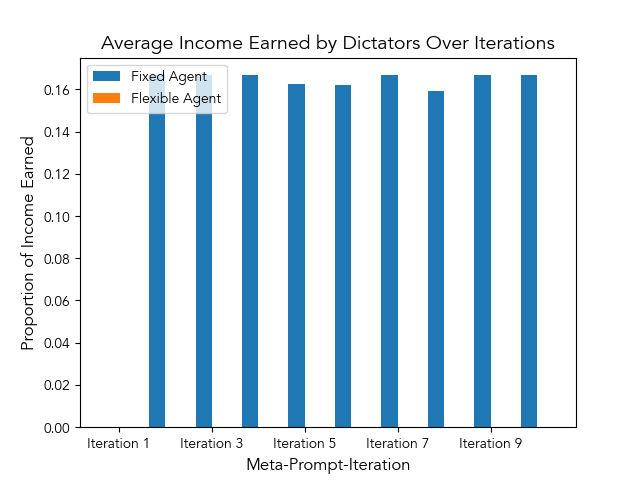 Average Income Earned by Dictators Over Iterations
Fixed Agent
Flexible Agent
Proportion of Income Earned
0.16
0.14
0.12
0.10
0.08
0.06
0.04
0.02
0.00
Iteration 1 Iteration 3 Iteration 5 Iteration 7 Iteration 9
Meta-Prompt-Iteration